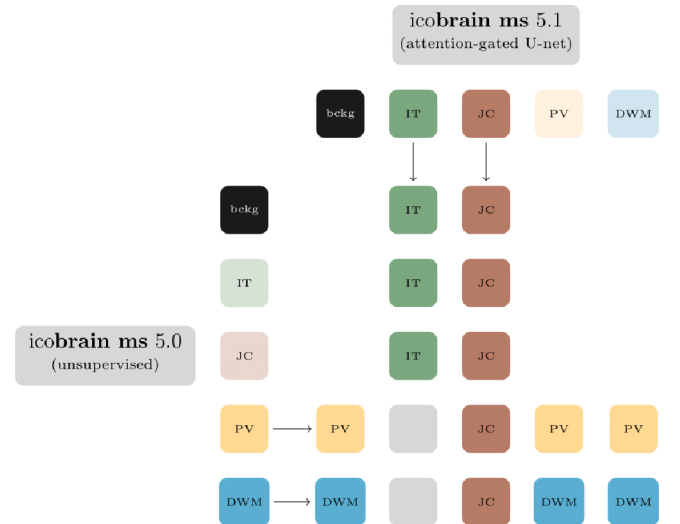 icobrain ms 5.1
(attention-gated U-net)
bckg IT JC PV DWM
bckg IT JC
IT IT JC
icobrain ms 5.0
(unsupervised)
JC IT JC
PV PV JC PV PV
DWM DWM JC DWM DWM